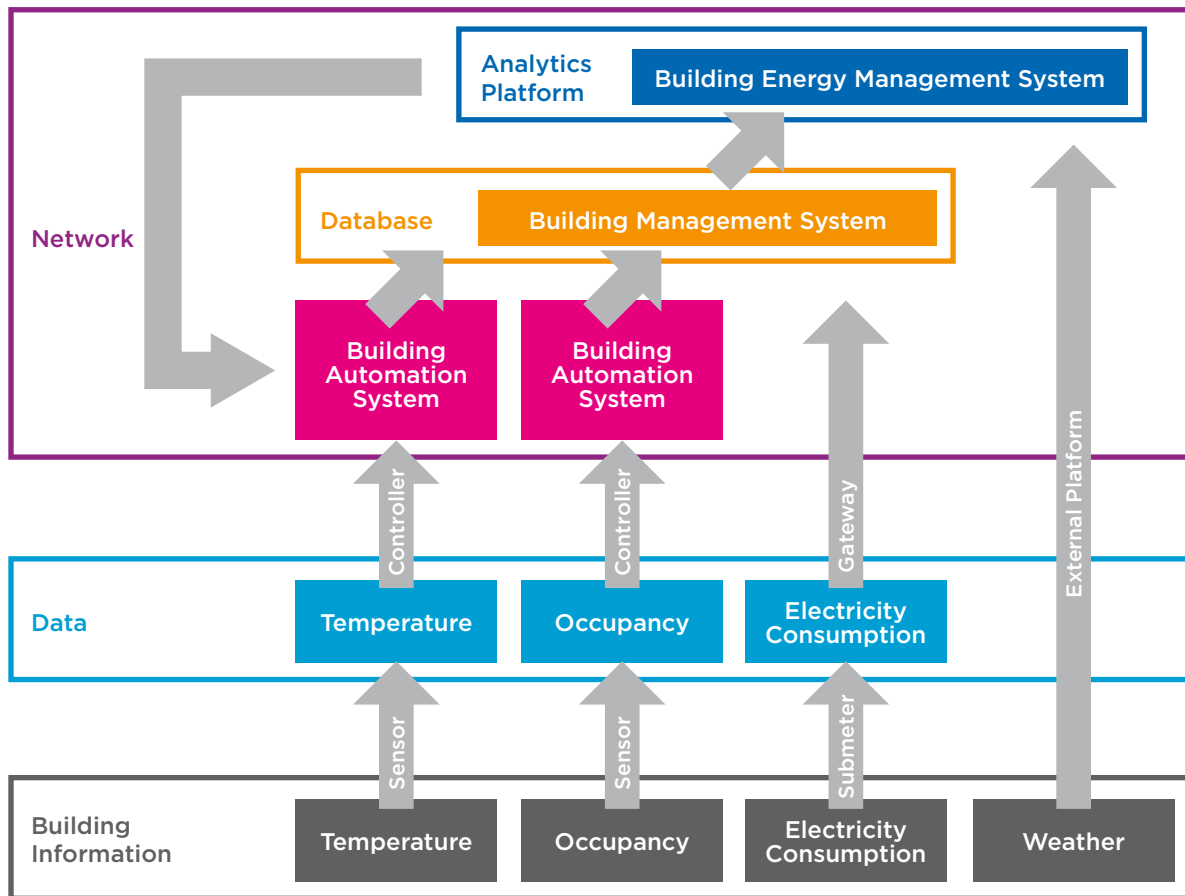 Analytics
Platform
Building Energy Management System
Database
Building Management System
Network
Building
Automation
System
Building
Automation
System
Controller
Controller
Gateway
External Platform
Data
Temperature
Occupancy
Electricity
Consumption
Sensor
Sensor
Submeter
Building
Information
Temperature
Occupancy
Electricity
Consumption
Weather